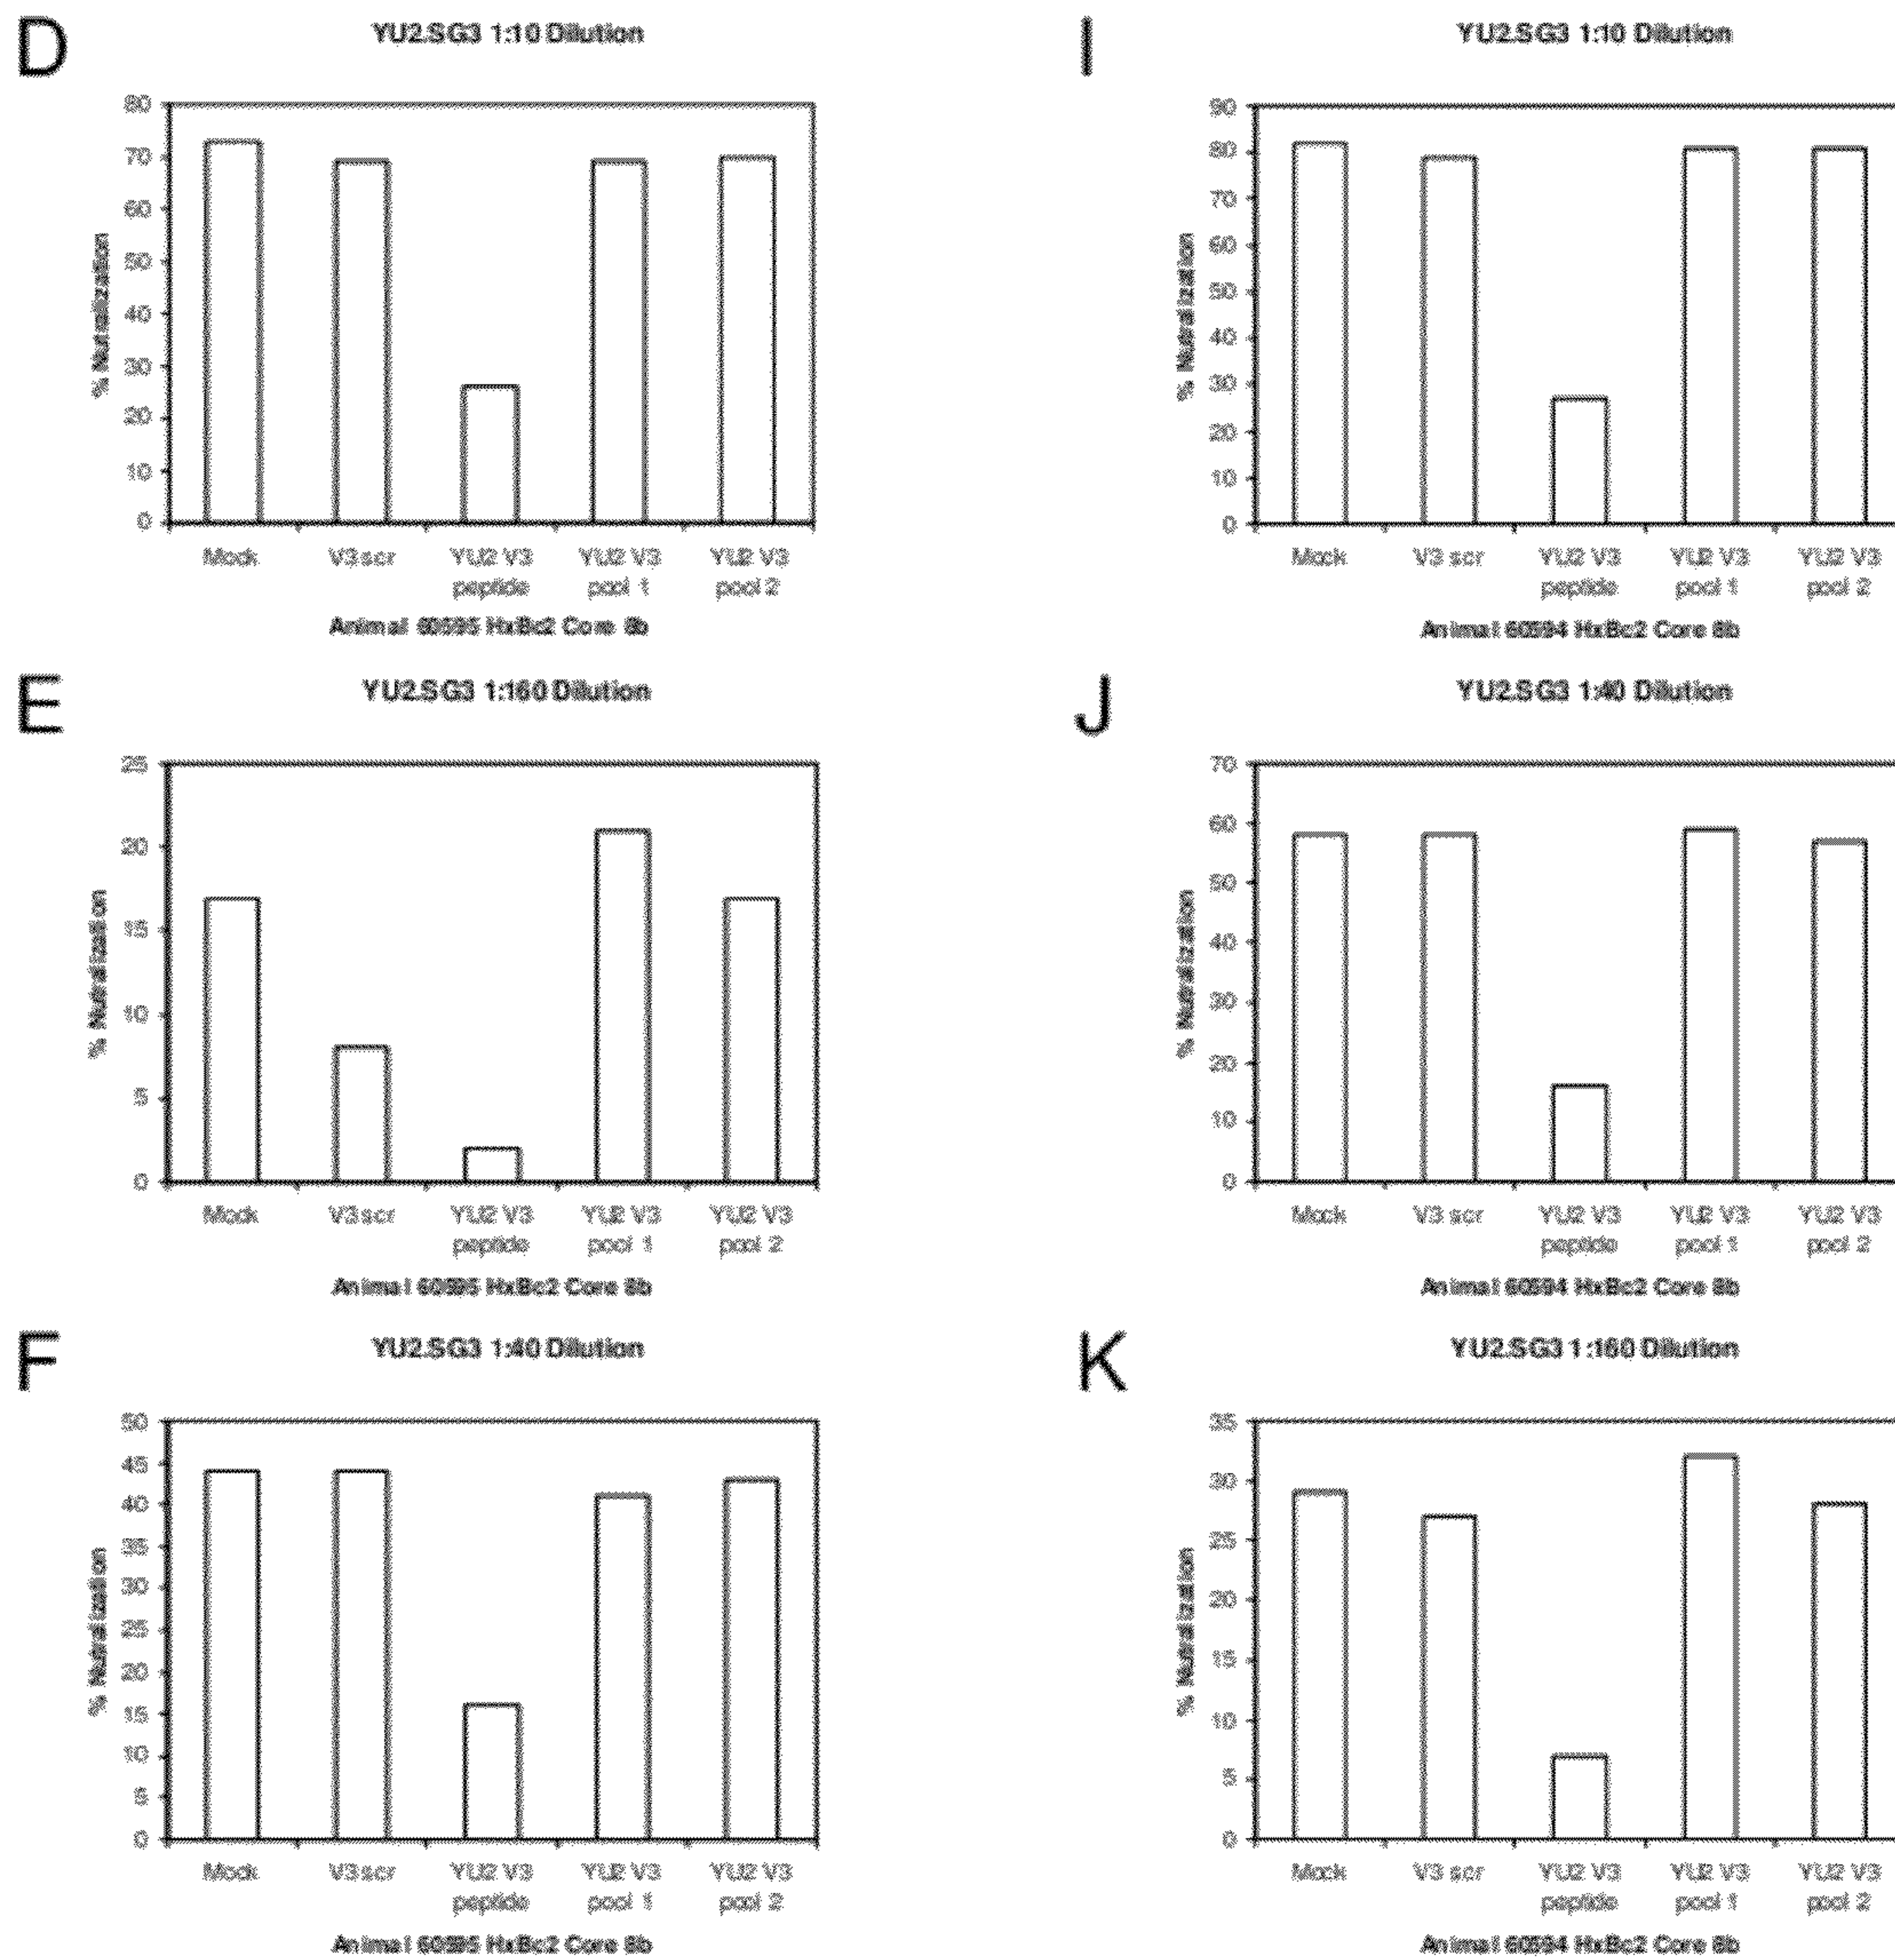 D
YU2.SG3 1:10 Dilution
% Nutralization
80
70
60
50
40
30
20
10
0
Mock
V3 scr
YU2 V3
peptide
YU2 V3
pool 1
YU2 V3
pool 2
Animal 60595 HxBc2 Core 8b
I
YU2.SG3 1:10 Dilution
% Nutralization
90
80
70
60
50
40
30
20
10
0
Mock
V3 scr
YU2 V3
peptide
YU2 V3
pool 1
YU2 V3
pool 2
Animal 60594 HxBc2 Core 8b
E
YU2.SG3 1:160 Dilution
% Nutralization
25
20
15
10
5
0
Mock
V3 scr
YU2 V3
peptide
YU2 V3
pool 1
YU2 V3
pool 2
Animal 60595 HxBc2 Core 8b
J
YU2.SG3 1:40 Dilution
% Nutralization
70
60
50
40
30
20
10
0
Mock
V3 scr
YU2 V3
peptide
YU2 V3
pool 1
YU2 V3
pool 2
Animal 60594 HxBc2 Core 8b
F
YU2.SG3 1:40 Dilution
% Nutralization
50
45
40
35
30
25
20
15
10
5
0
Mock
V3 scr
YU2 V3
peptide
YU2 V3
pool 1
YU2 V3
pool 2
Animal 60595 HxBc2 Core 8b
K
YU2.SG3 1:160 Dilution
% Nutralization
35
30
25
20
15
10
5
0
Mock
V3 scr
YU2 V3
peptide
YU2 V3
pool 1
YU2 V3
pool 2
Animal 60594 HxBc2 Core 8b